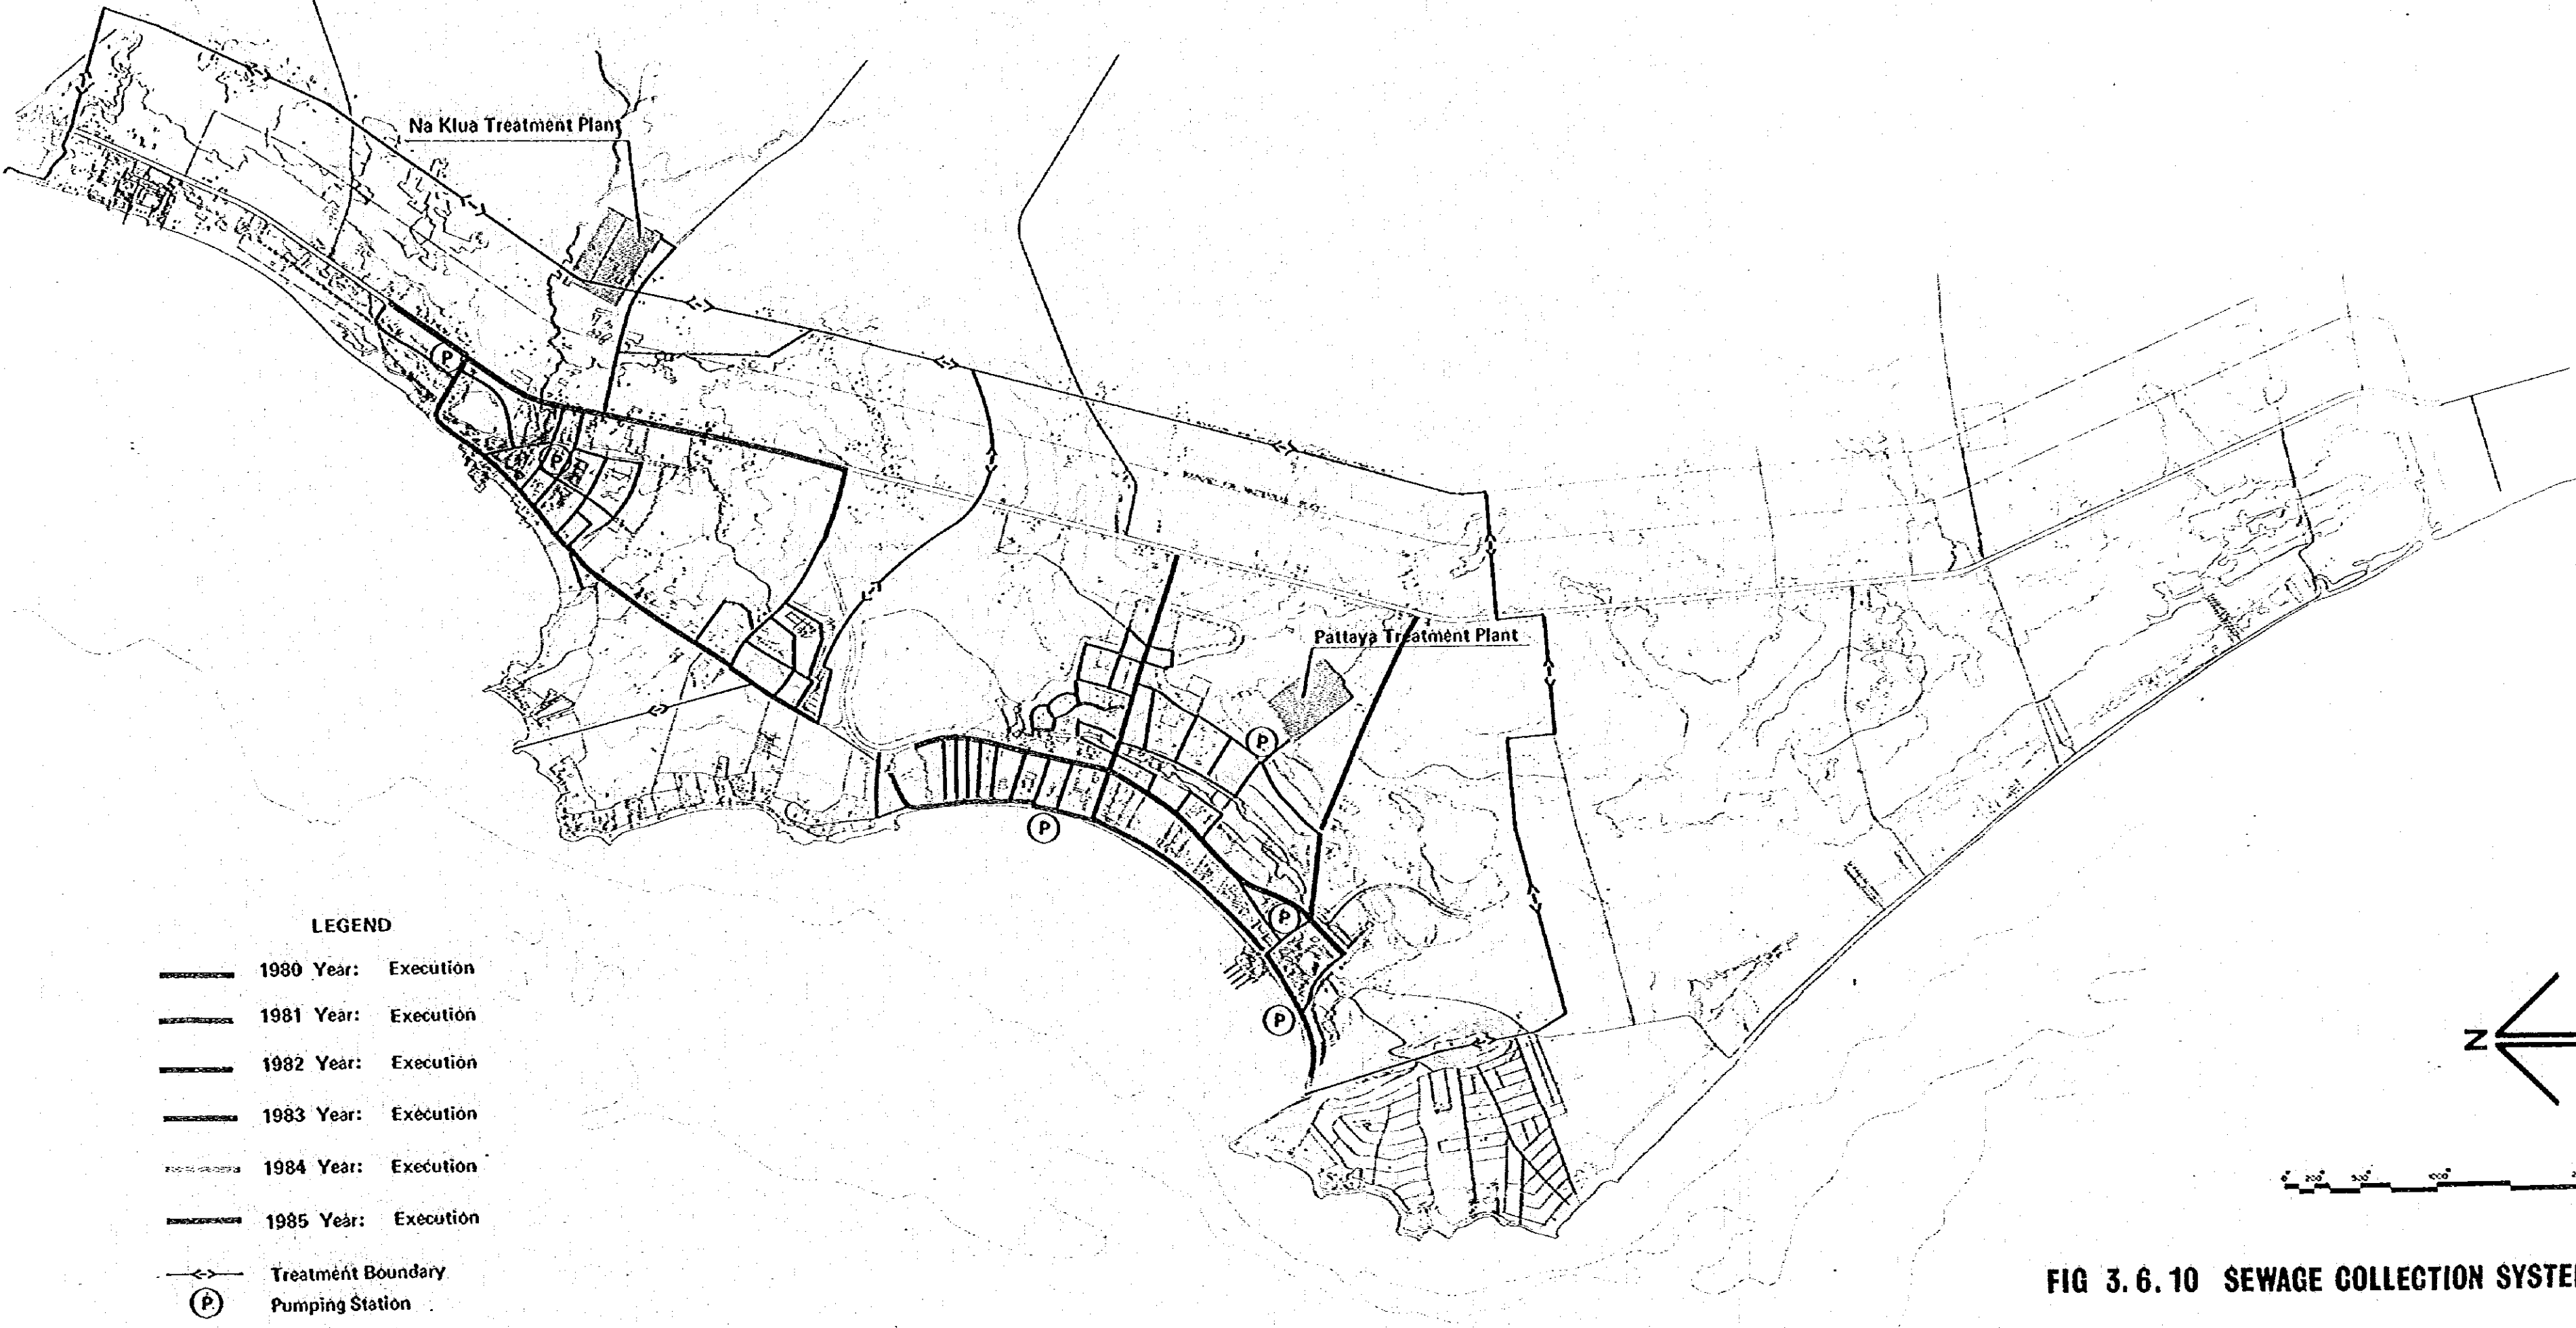 Na Klua Treatment Plant
P
P
Pattaya Treatment Plant
P
P
P
P
LEGEND
1980 Year: Execution
1981 Year: Execution
1982 Year: Execution
1983 Year: Execution
1984 Year: Execution
1985 Year: Execution
Treatment Boundary
P Pumping Station
N
FIG 3.6.10 SEWAGE COLLECTION SYSTE